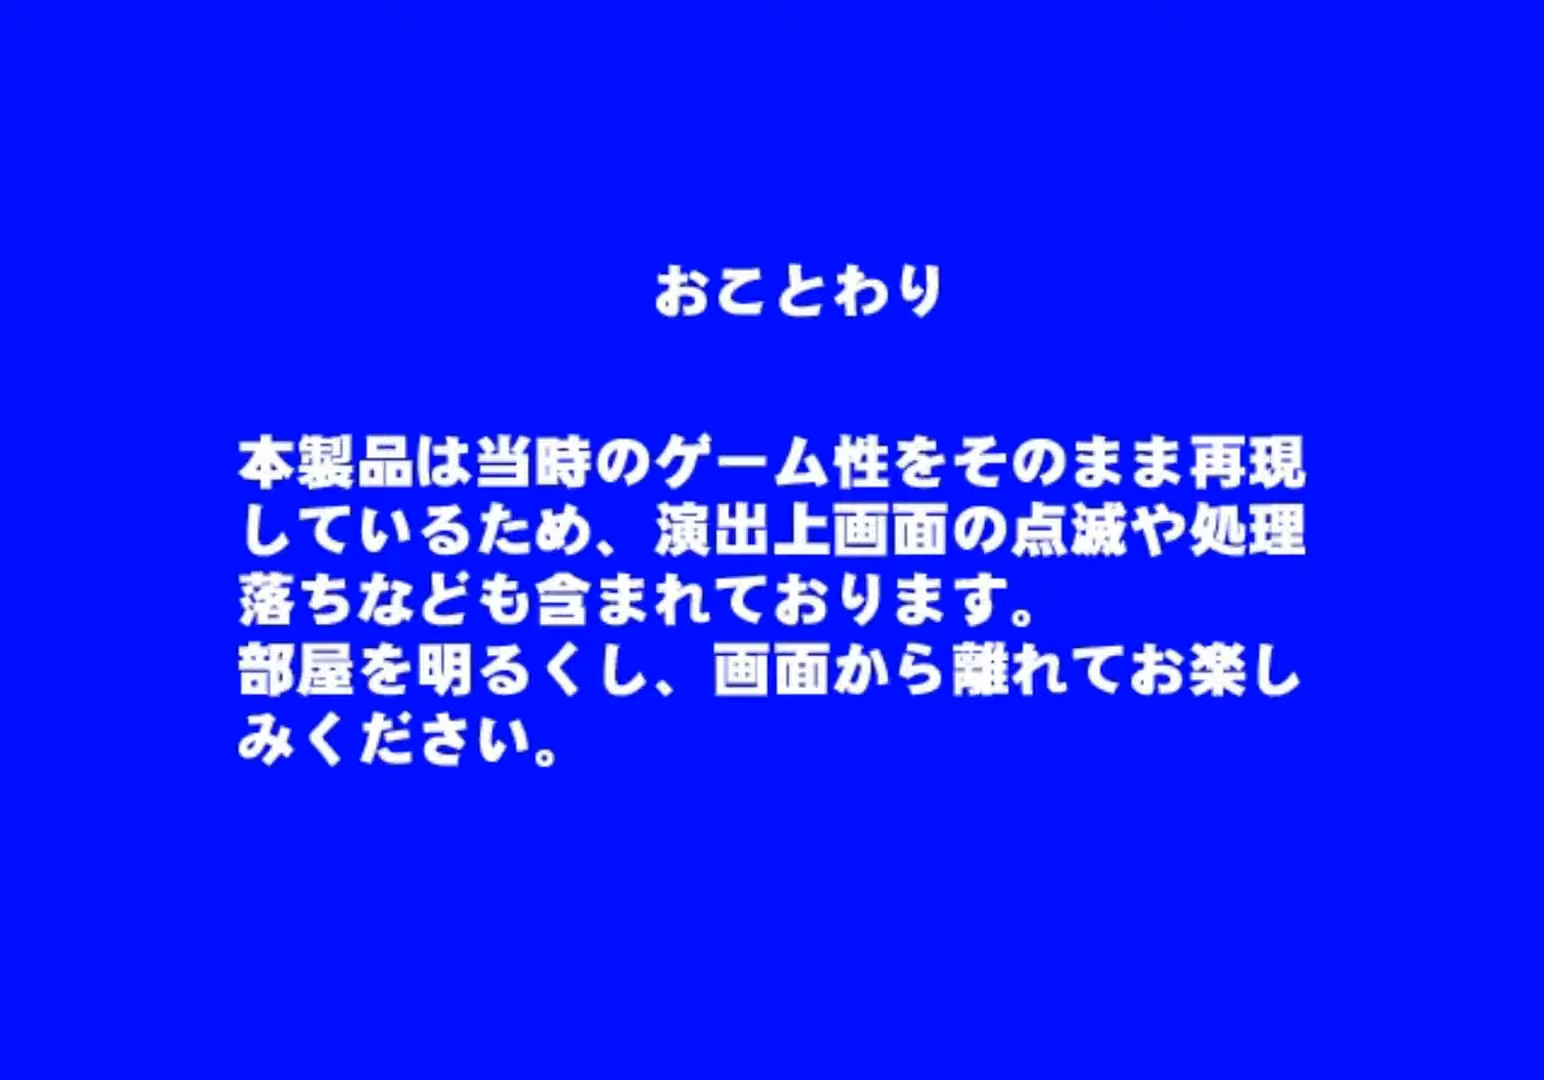 おことわり
本製品は当時のゲーム性をそのまま再現
しているため、演出上画面の点滅や処理
落ちなども含まれております。
部屋を明るくし、画面から離れてお楽し
みください。